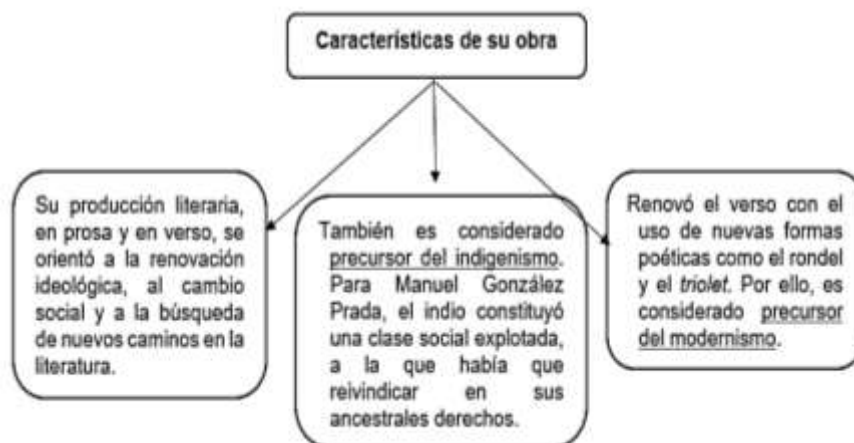 Características de su obra
Su producción literaria,
en prosa y en verso, se
orientó a la renovación
ideológica, al cambio
social y a la búsqueda
de nuevos caminos en la
literatura.
También es considerado
precursor del indigenismo.
Para Manuel González
Prada, el indio constituyó
una clase social explotada,
a la que había que
reivindicar en sus
ancestrales derechos.
Renovó el verso con el
uso de nuevas formas
poéticas como el rondel
y el triolet. Por ello, es
considerado precursor
del modernismo.